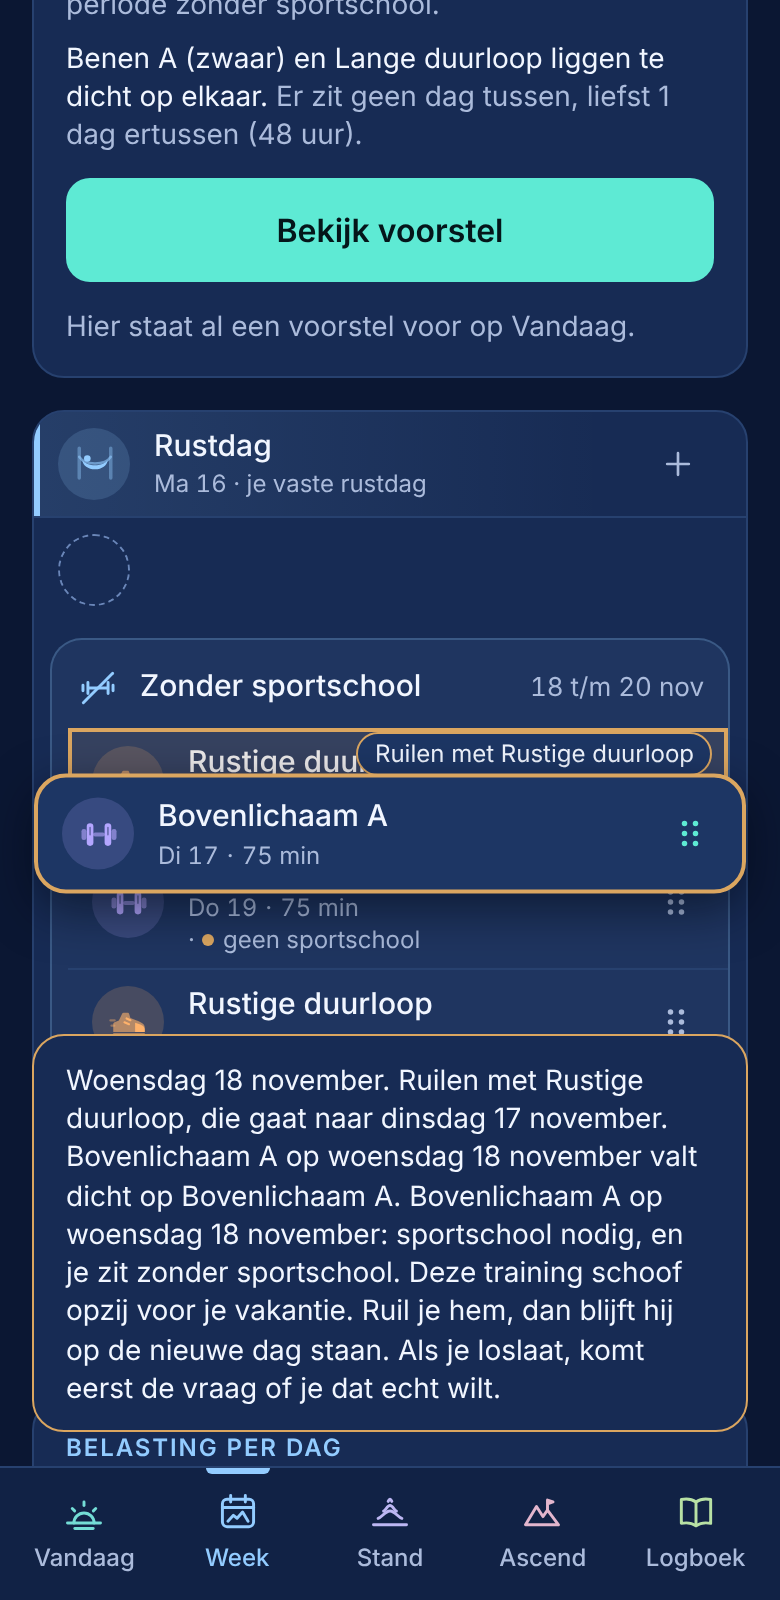 periode zonder sportschool.
Benen A (zwaar) en Lange duurloop liggen te
dicht op elkaar. Er zit geen dag tussen, liefst 1
dag ertussen (48 uur).
Bekijk voorstel
Hier staat al een voorstel voor op Vandaag.
Rustdag
Ma 16 · je vaste rustdag
Zonder sportschool
18 t/m 20 nov
Rustige duur
Ruilen met Rustige duurloop
Bovenlichaam A
Di 17 · 75 min
Do 19 · 75 min
· geen sportschool
Rustige duurloop
Woensdag 18 november. Ruilen met Rustige
duurloop, die gaat naar dinsdag 17 november.
Bovenlichaam A op woensdag 18 november valt
dicht op Bovenlichaam A. Bovenlichaam A op
woensdag 18 november: sportschool nodig, en
je zit zonder sportschool. Deze training schoof
opzij voor je vakantie. Ruil je hem, dan blijft hij
op de nieuwe dag staan. Als je loslaat, komt
eerst de vraag of je dat echt wilt.
BELASTING PER DAG
Vandaag
Week
Stand
Ascend
Logboek